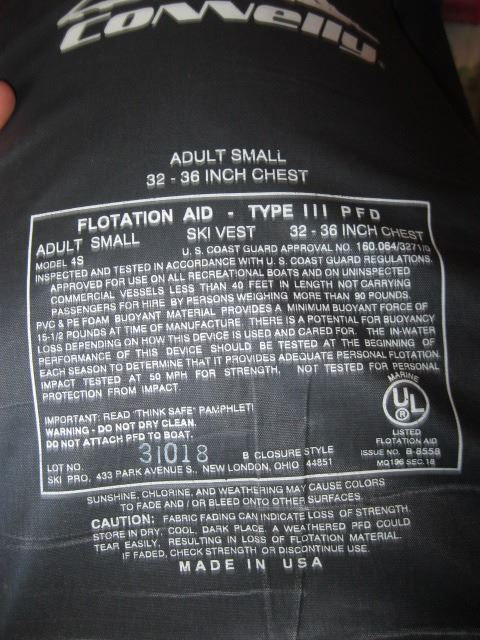 Connelly
ADULT SMALL
32 - 36 INCH CHEST
FLOTATION AID - TYPE III PFD
ADULT SMALL SKI VEST 32 - 36 INCH CHEST
MODEL 4S U.S. COAST GUARD APPROVAL NO. 160.064/3271/0
INSPECTED AND TESTED IN ACCORDANCE WITH U.S. COAST GUARD REGULATIONS.
APPROVED FOR USE ON ALL RECREATIONAL BOATS AND ON UNINSPECTED
COMMERCIAL VESSELS LESS THAN 40 FEET IN LENGTH NOT CARRYING
PASSENGERS FOR HIRE BY PERSONS WEIGHING MORE THAN 90 POUNDS.
PVC & PE FOAM BUOYANT MATERIAL PROVIDES A MINIMUM BUOYANT FORCE OF
15-1/2 POUNDS AT TIME OF MANUFACTURE. THERE IS A POTENTIAL FOR BUOYANCY
LOSS DEPENDING ON HOW THIS DEVICE IS USED AND CARED FOR. THE IN-WATER
PERFORMANCE OF THIS DEVICE SHOULD BE TESTED AT THE BEGINNING OF
EACH SEASON TO DETERMINE THAT IT PROVIDES ADEQUATE PERSONAL FLOTATION.
IMPACT TESTED AT 50 MPH FOR STRENGTH. NOT TESTED FOR PERSONAL
PROTECTION FROM IMPACT.
MARINE
UL
®
LISTED
FLOTATION AID
ISSUE NO. B-8558
MQ196 SEC.18
IMPORTANT: READ "THINK SAFE" PAMPHLET!
WARNING - DO NOT DRY CLEAN.
DO NOT ATTACH PFD TO BOAT.
LOT NO. 31018 B CLOSURE STYLE
SKI PRO, 433 PARK AVENUE S., NEW LONDON, OHIO 44851
SUNSHINE, CHLORINE, AND WEATHERING MAY CAUSE COLORS
TO FADE AND / OR BLEED ONTO OTHER SURFACES.
CAUTION: FABRIC FADING CAN INDICATE LOSS OF STRENGTH.
STORE IN DRY, COOL, DARK PLACE. A WEATHERED PFD COULD
TEAR EASILY, RESULTING IN LOSS OF FLOTATION MATERIAL.
IF FADED, CHECK STRENGTH OR DISCONTINUE USE.
MADE IN USA